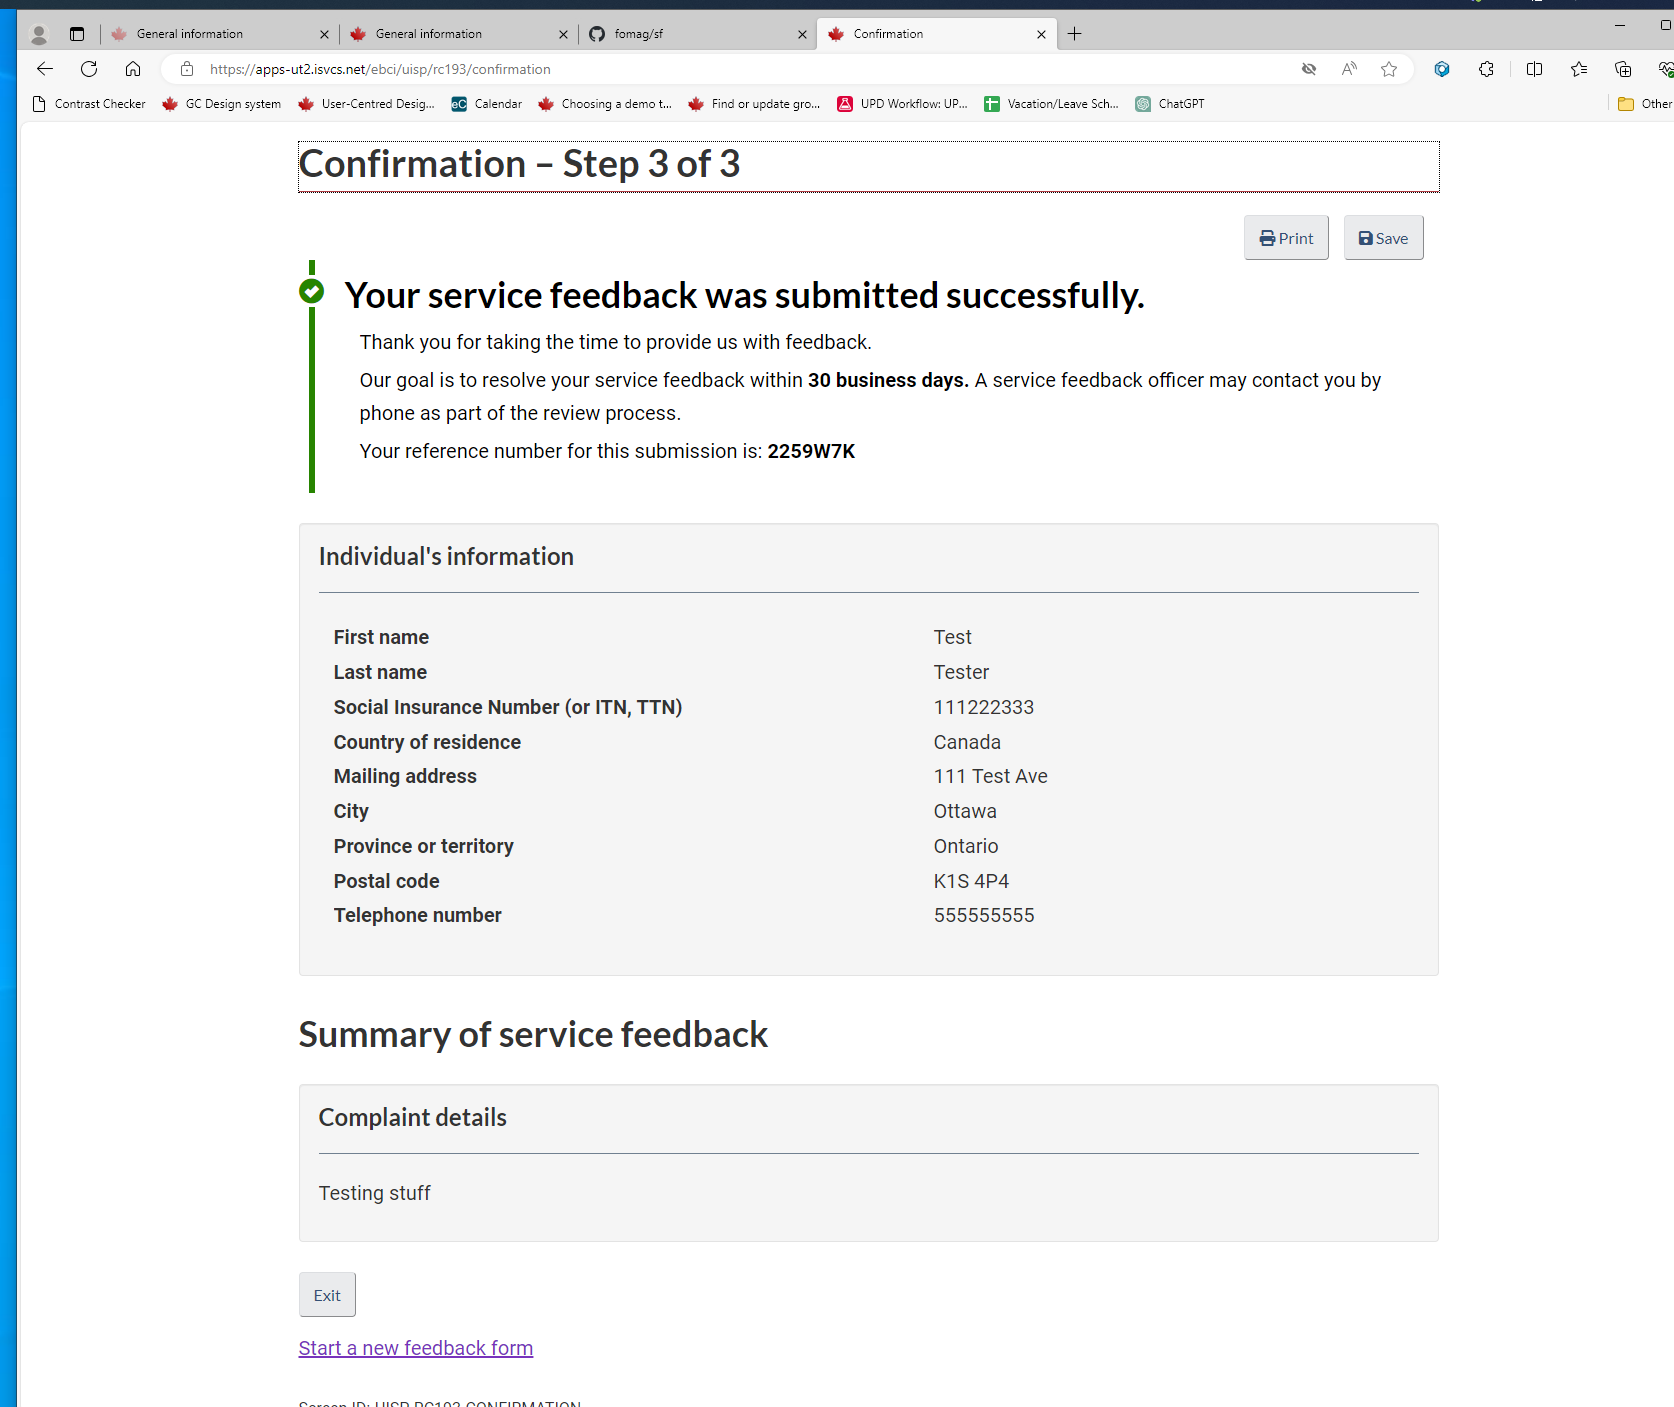 General information
General information
fomag/sf
Confirmation
https://apps-ut2.isvcs.net/ebci/uisp/rc193/confirmation
Contrast Checker
GC Design system
User-Centred Desig...
eC Calendar
Choosing a demo t...
Find or update gro...
UPD Workflow: UP...
Vacation/Leave Sch...
ChatGPT
Other
Confirmation – Step 3 of 3
Print
Save
Your service feedback was submitted successfully.
Thank you for taking the time to provide us with feedback.
Our goal is to resolve your service feedback within 30 business days. A service feedback officer may contact you by
phone as part of the review process.
Your reference number for this submission is: 2259W7K
Individual's information
First name Test
Last name Tester
Social Insurance Number (or ITN, TTN) 111222333
Country of residence Canada
Mailing address 111 Test Ave
City Ottawa
Province or territory Ontario
Postal code K1S 4P4
Telephone number 555555555
Summary of service feedback
Complaint details
Testing stuff
Exit
Start a new feedback form
Screen ID: UISP-RC193-CONFIRMATION